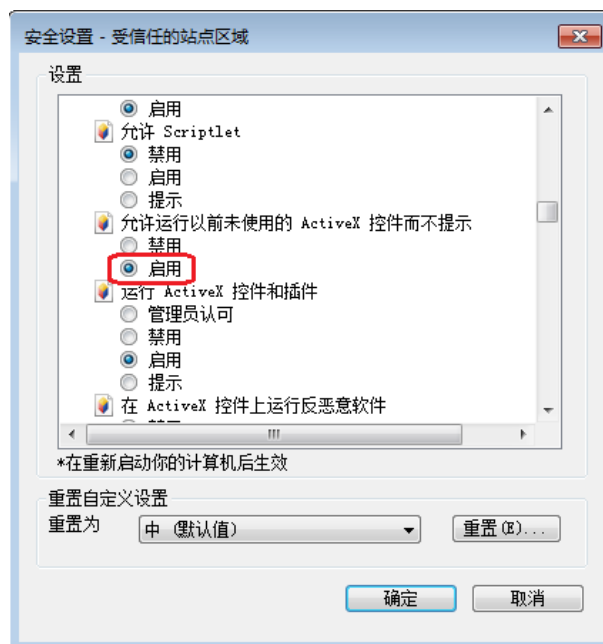 安全设置 - 受信任的站点区域
设置
启用
允许 Scriptlet
禁用
启用
提示
允许运行以前未使用的 ActiveX 控件而不提示
禁用
启用
运行 ActiveX 控件和插件
管理员认可
禁用
启用
提示
在 ActiveX 控件上运行反恶意软件
*在重新启动你的计算机后生效
重置自定义设置
重置为
中 (默认值)
重置(E)...
确定
取消